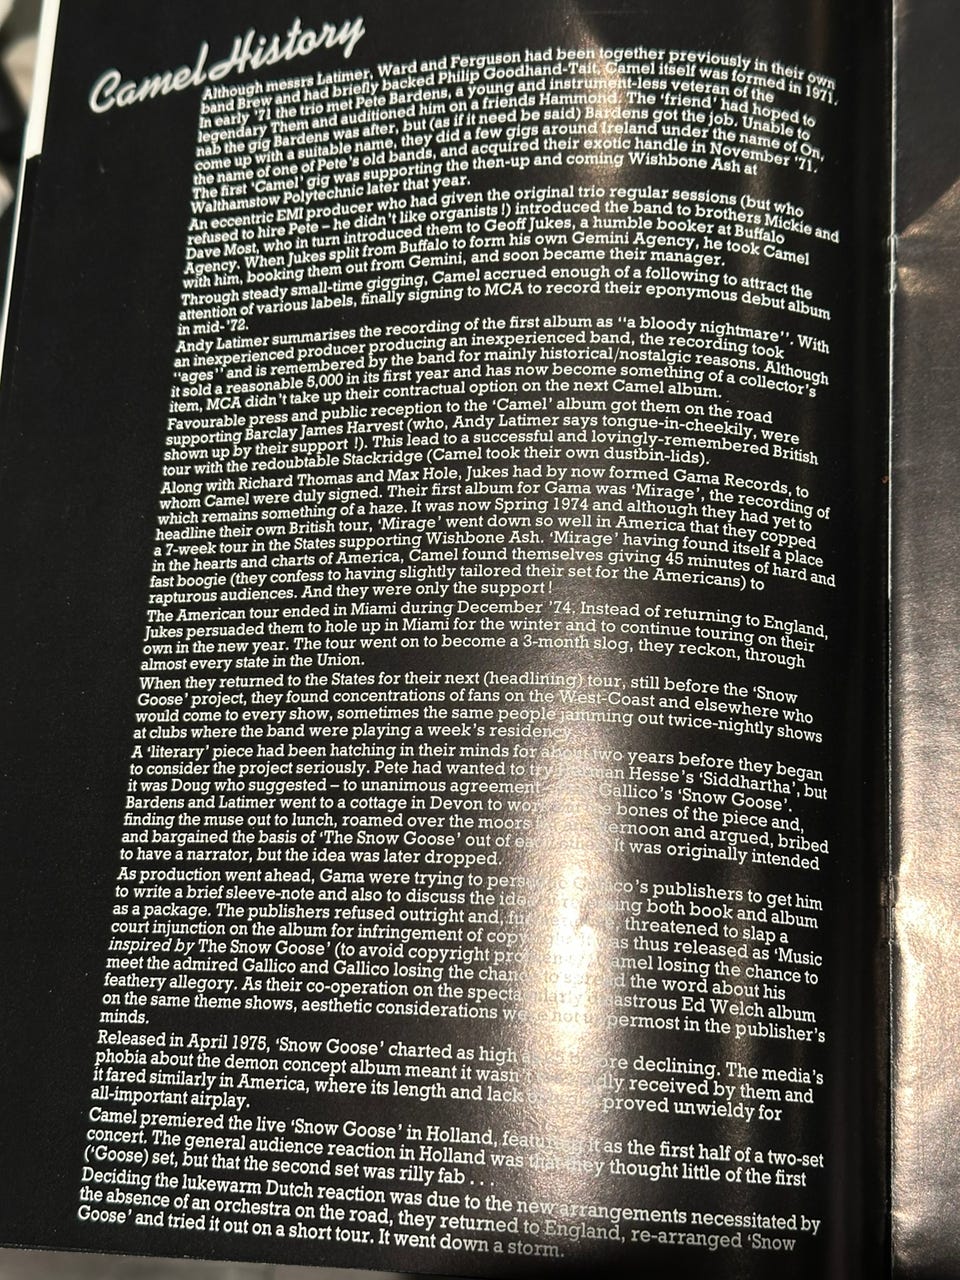 Camel History
Although messrs Latimer, Ward and Ferguson had been together previously in their own
band Brew and had briefly backed Philip Goodhand-Tait, Camel itself was formed in 1971.
In early '71 the trio met Pete Bardens, a young and instrument-less veteran of the
legendary Them and auditioned him on a friends Hammond. The 'friend' had hoped to
nab the gig Bardens was after, but (as if it need be said) Bardens got the job. Unable to
come up with a suitable name, they did a few gigs around Ireland under the name of On,
the name of one of Pete's old bands, and acquired their exotic handle in November '71.
The first 'Camel' gig was supporting the then-up and coming Wishbone Ash at
Walthamstow Polytechnic later that year.
An eccentric EMI producer who had given the original trio regular sessions (but who
refused to hire Pete – he didn't like organists !) introduced the band to brothers Mickie and
Dave Most, who in turn introduced them to Geoff Jukes, a humble booker at Buffalo
Agency. When Jukes split from Buffalo to form his own Gemini Agency, he took Camel
with him, booking them out from Gemini, and soon became their manager.
Through steady small-time gigging, Camel accrued enough of a following to attract the
attention of various labels, finally signing to MCA to record their eponymous debut album
in mid-'72.
Andy Latimer summarises the recording of the first album as "a bloody nightmare". With
an inexperienced producer producing an inexperienced band, the recording took
"ages" and is remembered by the band for mainly historical/nostalgic reasons. Although
it sold a reasonable 5,000 in its first year and has now become something of a collector's
item, MCA didn't take up their contractual option on the next Camel album.
Favourable press and public reception to the 'Camel' album got them on the road
supporting Barclay James Harvest (who, Andy Latimer says tongue-in-cheekily, were
shown up by their support !). This lead to a successful and lovingly-remembered British
tour with the redoubtable Stackridge (Camel took their own dustbin-lids).
Along with Richard Thomas and Max Hole, Jukes had by now formed Gama Records, to
whom Camel were duly signed. Their first album for Gama was 'Mirage', the recording of
which remains something of a haze. It was now Spring 1974 and although they had yet to
headline their own British tour, 'Mirage' went down so well in America that they copped
a 7-week tour in the States supporting Wishbone Ash. 'Mirage' having found itself a place
in the hearts and charts of America, Camel found themselves giving 45 minutes of hard and
fast boogie (they confess to having slightly tailored their set for the Americans) to
rapturous audiences. And they were only the support !
The American tour ended in Miami during December '74. Instead of returning to England,
Jukes persuaded them to hole up in Miami for the winter and to continue touring on their
own in the new year. The tour went on to become a 3-month slog, they reckon, through
almost every state in the Union.
When they returned to the States for their next (headlining) tour, still before the 'Snow
Goose' project, they found concentrations of fans on the West-Coast and elsewhere who
would come to every show, sometimes the same people jamming out twice-nightly shows
at clubs where the band were playing a week's residency.
A 'literary' piece had been hatching in their minds for about two years before they began
to consider the project seriously. Pete had wanted to try Herman Hesse's 'Siddhartha', but
it was Doug who suggested – to unanimous agreement Gallico's 'Snow Goose'.
Bardens and Latimer went to a cottage in Devon to bones of the piece and,
finding the muse out to lunch, roamed over the moors afternoon and argued, bribed
and bargained the basis of 'The Snow Goose' out of It was originally intended
to have a narrator, but the idea was later dropped.
As production went ahead, Gama were trying to Gallico's publishers to get him
to write a brief sleeve-note and also to discuss the idea both book and album
as a package. The publishers refused outright and, threatened to slap a
court injunction on the album for infringement of as thus released as 'Music
inspired by The Snow Goose' (to avoid copyright Camel losing the chance to
meet the admired Gallico and Gallico losing the chance to spread the word about his
feathery allegory. As their co-operation on the disastrous Ed Welch album
on the same theme shows, aesthetic considerations were not uppermost in the publisher's
minds.
Released in April 1975, 'Snow Goose' charted as high before declining. The media's
phobia about the demon concept album meant it wasn't received by them and
it fared similarly in America, where its length and lack proved unwieldy for
all-important airplay.
Camel premiered the live 'Snow Goose' in Holland, featuring it as the first half of a two-set
concert. The general audience reaction in Holland was that they thought little of the first
('Goose) set, but that the second set was rilly fab . . .
Deciding the lukewarm Dutch reaction was due to the new arrangements necessitated by
the absence of an orchestra on the road, they returned to England, re-arranged 'Snow
Goose' and tried it out on a short tour. It went down a storm.